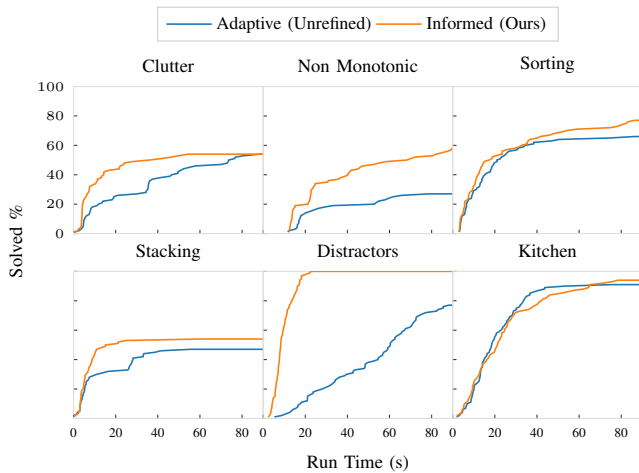 Adaptive (Unrefined) Informed (Ours)
Clutter Non Monotonic Sorting
100
80
60
40
20
0
Solved %
Stacking Distractors Kitchen
0 20 40 60 80 0 20 40 60 80 0 20 40 60 80
Run Time (s)